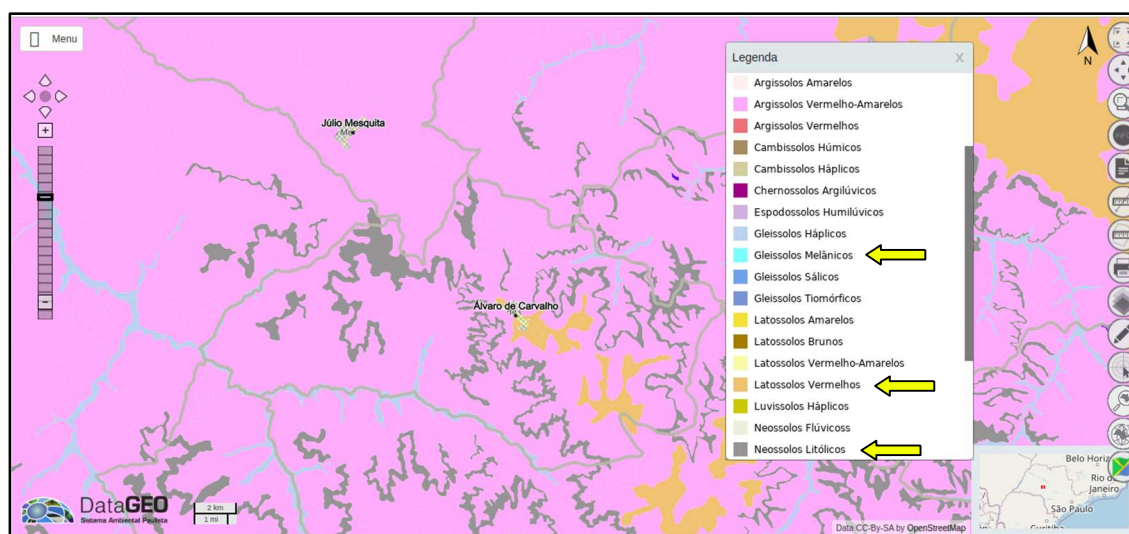 Menu
Júlio Mesquita
Álvaro de Carvalho
Legenda
X
Argissolos Amarelos
Argissolos Vermelho-Amarelos
Argissolos Vermelhos
Cambissolos Húmicos
Cambissolos Háplicos
Chernossolos Argilúvicos
Espodossolos Humilúvicos
Gleissolos Háplicos
Gleissolos Melânicos
Gleissolos Sálicos
Gleissolos Tiomórficos
Latossolos Amarelos
Latossolos Brunos
Latossolos Vermelho-Amarelos
Latossolos Vermelhos
Luvissolos Háplicos
Neossolos Flúvicoss
Neossolos Litólicos
N
DataGEO
Sistema Ambiental Paulista
2 km
1 mi
Data CC-By-SA by OpenStreetMap
Belo Horiz
Rio de
Janeiro
São Paulo
Curitiba